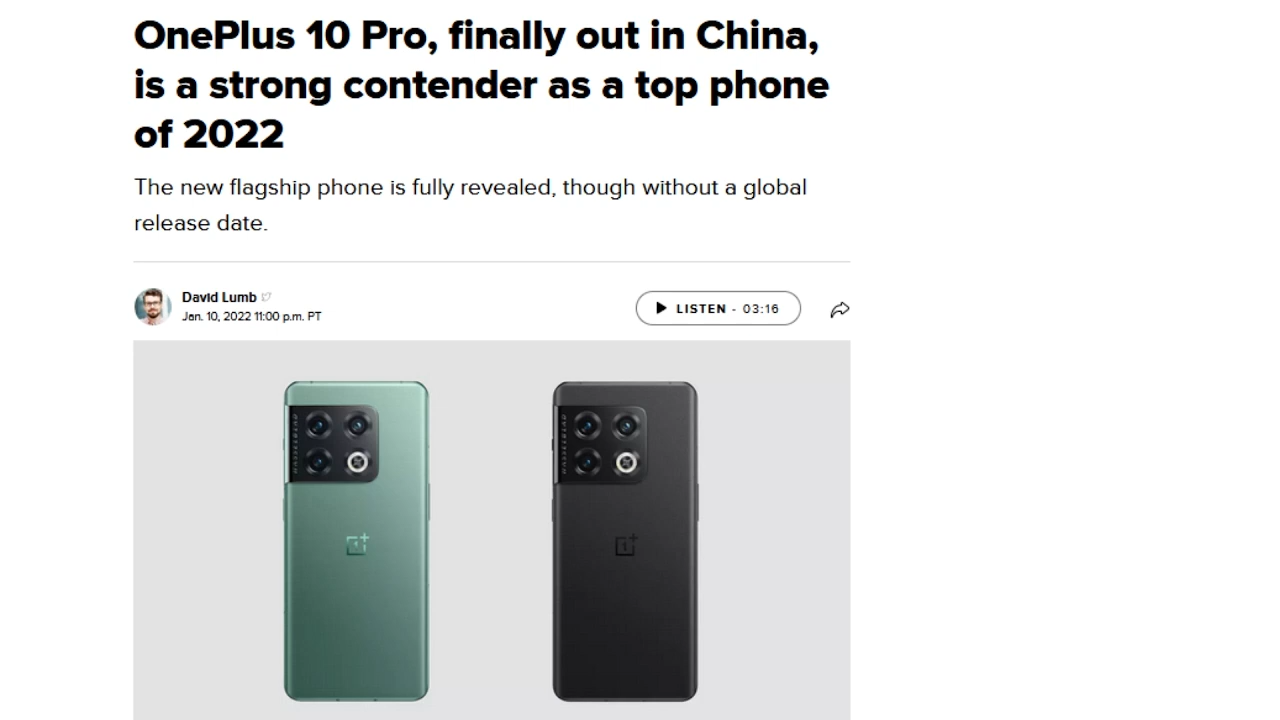 OnePlus 10 Pro, finally out in China,
is a strong contender as a top phone
of 2022
The new flagship phone is fully revealed, though without a global
release date.
David Lumb
Jan. 10, 2022 11:00 p.m. PT
LISTEN - 03:16
HASSELBLAD
HASSELBLAD